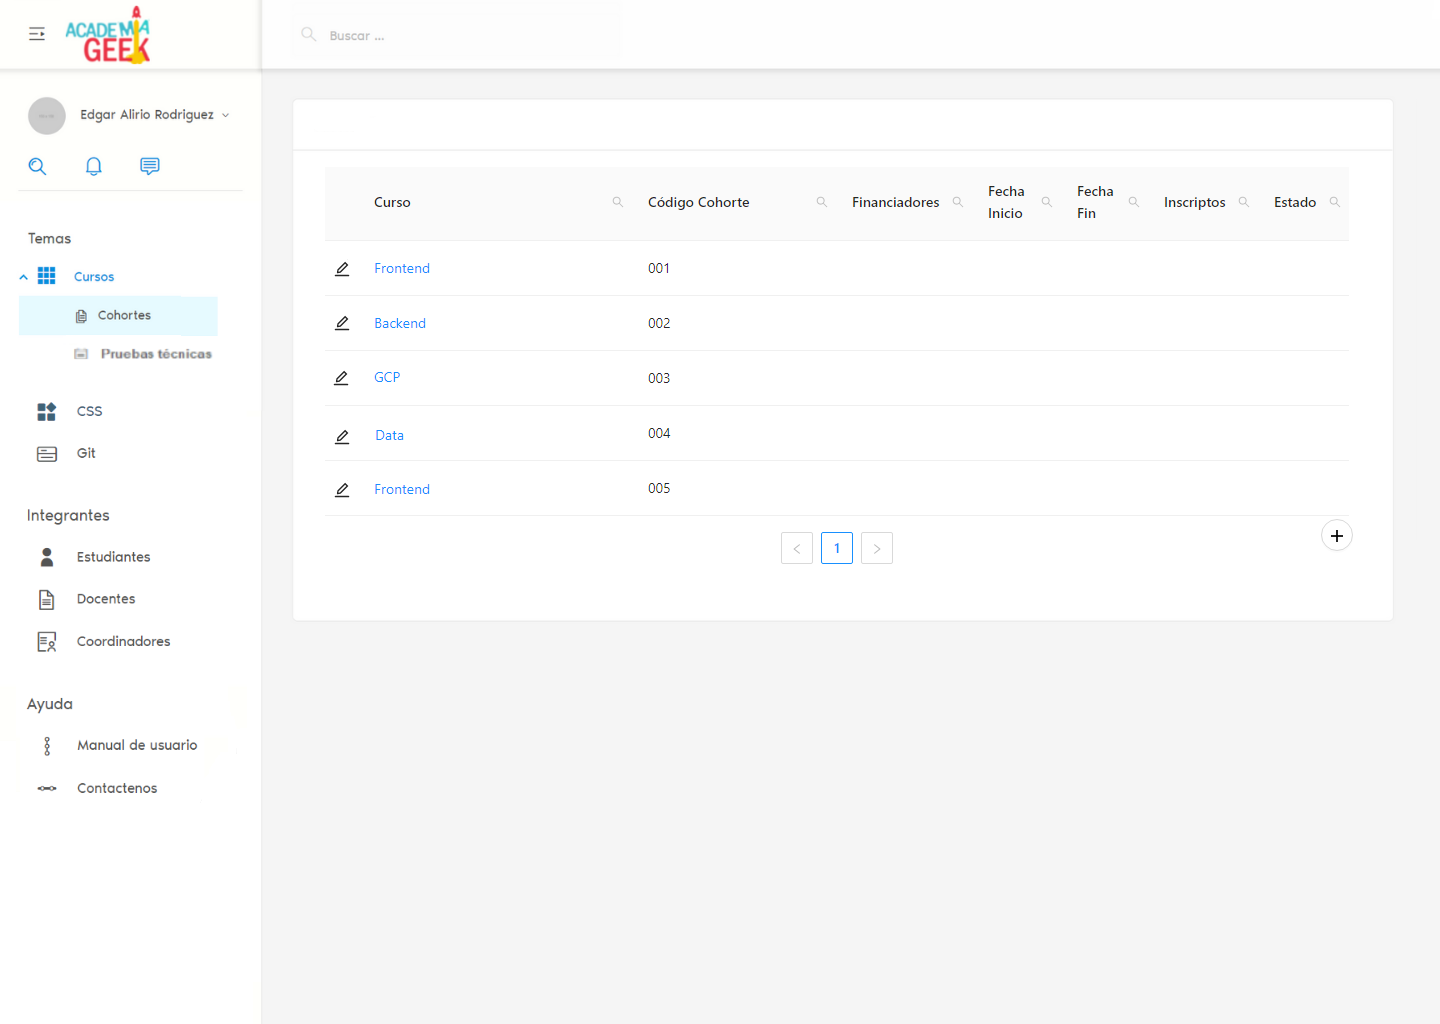 ACADEMIA
GEEK
Buscar ...
Edgar Alirio Rodriguez
Temas
Cursos
Cohortes
Pruebas técnicas
CSS
Git
Integrantes
Estudiantes
Docentes
Coordinadores
Ayuda
Manual de usuario
Contactenos
Curso Código Cohorte Financiadores Fecha Inicio Fecha Fin Inscriptos Estado
Frontend 001
Backend 002
GCP 003
Data 004
Frontend 005
< 1 >
+